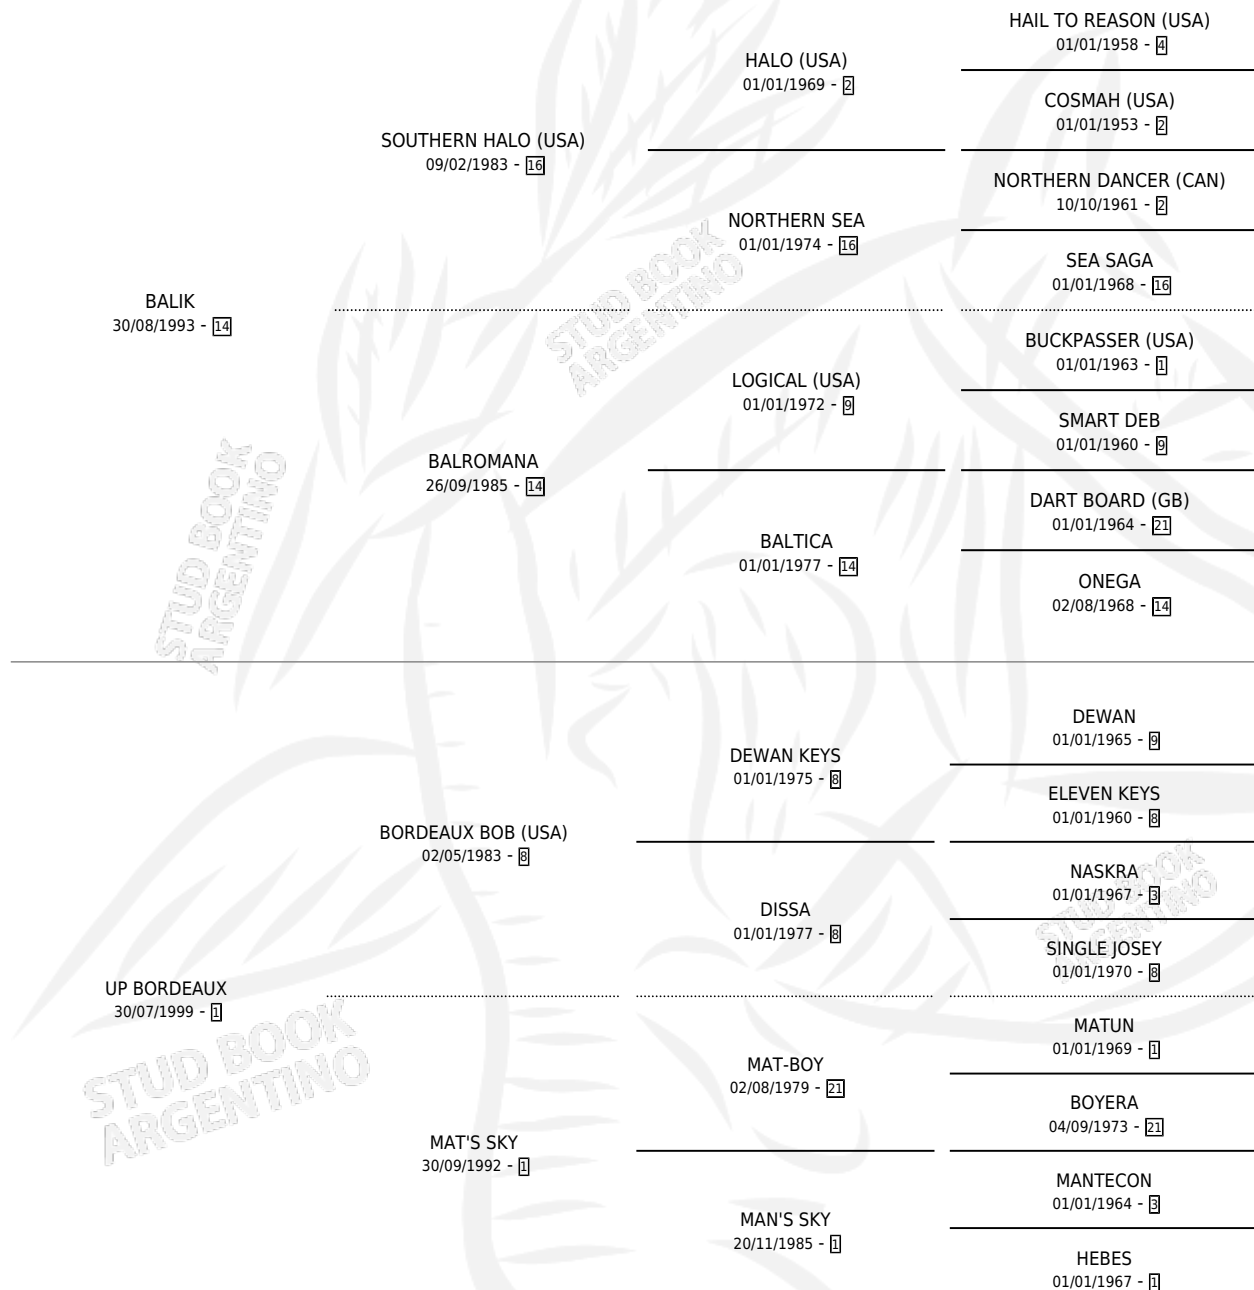 HAIL TO REASON (USA)
01/01/1958 - 4
HALO (USA)
01/01/1969 - 2
COSMAH (USA)
01/01/1953 - 2
SOUTHERN HALO (USA)
09/02/1983 - 16
NORTHERN DANCER (CAN)
10/10/1961 - 2
NORTHERN SEA
01/01/1974 - 16
SEA SAGA
01/01/1968 - 16
BALIK
30/08/1993 - 14
BUCKPASSER (USA)
01/01/1963 - 1
LOGICAL (USA)
01/01/1972 - 9
SMART DEB
01/01/1960 - 9
BALROMANA
26/09/1985 - 14
DART BOARD (GB)
01/01/1964 - 21
BALTICA
01/01/1977 - 14
ONEGA
02/08/1968 - 14
DEWAN
01/01/1965 - 9
DEWAN KEYS
01/01/1975 - 8
ELEVEN KEYS
01/01/1960 - 8
BORDEAUX BOB (USA)
02/05/1983 - 8
NASKRA
01/01/1967 - 3
DISSA
01/01/1977 - 8
SINGLE JOSEY
01/01/1970 - 8
UP BORDEAUX
30/07/1999 - 1
MATUN
01/01/1969 - 1
MAT-BOY
02/08/1979 - 21
BOYERA
04/09/1973 - 21
MAT'S SKY
30/09/1992 - 1
MANTECON
01/01/1964 - 3
MAN'S SKY
20/11/1985 - 1
HEBES
01/01/1967 - 1
STUD BOOK
ARGENTINO
STUD BOOK
ARGENTINO
STUD BOOK
ARGENTINO
STUD BOOK
ARGENTINO